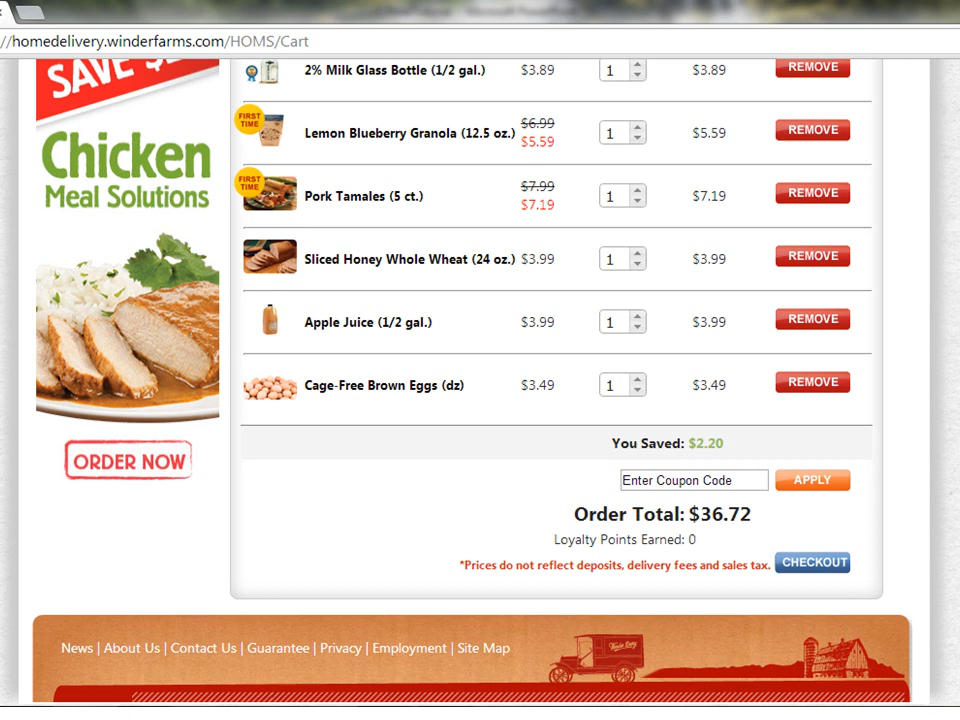 //homedelivery.winderfarms.com/HOMS/Cart
SAVE
Chicken
Meal Solutions
ORDER NOW
2% Milk Glass Bottle (1/2 gal.) $3.89 1 $3.89 REMOVE
FIRST TIME
Lemon Blueberry Granola (12.5 oz.) $6.99 $5.59 1 $5.59 REMOVE
FIRST TIME
Pork Tamales (5 ct.) $7.99 $7.19 1 $7.19 REMOVE
Sliced Honey Whole Wheat (24 oz.) $3.99 1 $3.99 REMOVE
Apple Juice (1/2 gal.) $3.99 1 $3.99 REMOVE
Cage-Free Brown Eggs (dz) $3.49 1 $3.49 REMOVE
You Saved: $2.20
Enter Coupon Code APPLY
Order Total: $36.72
Loyalty Points Earned: 0
*Prices do not reflect deposits, delivery fees and sales tax. CHECKOUT
News | About Us | Contact Us | Guarantee | Privacy | Employment | Site Map